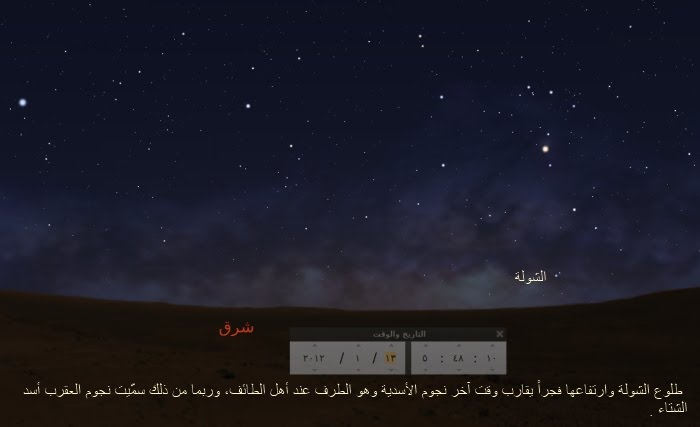 الشولة
شرق
التاريخ والوقت
٢٠١٢ / ١ / ١٣
٥ : ٤٨ : ١٠
طلوع الشولة وارتفاعها فجراً يقارب وقت آخر نجوم الأسدية وهو الطرف عند أهل الطائف، وربما من ذلك سمّيت نجوم العقرب أسد
الشتاء .